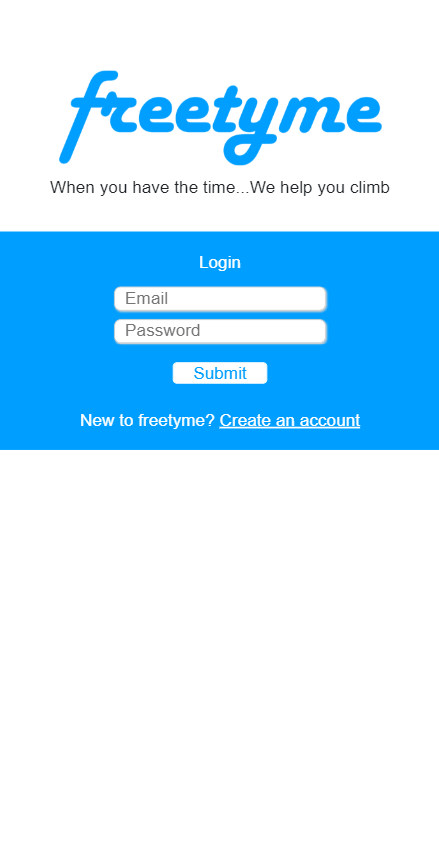 freetyme
When you have the time...We help you climb
Login
Email
Password
Submit
New to freetyme? Create an account